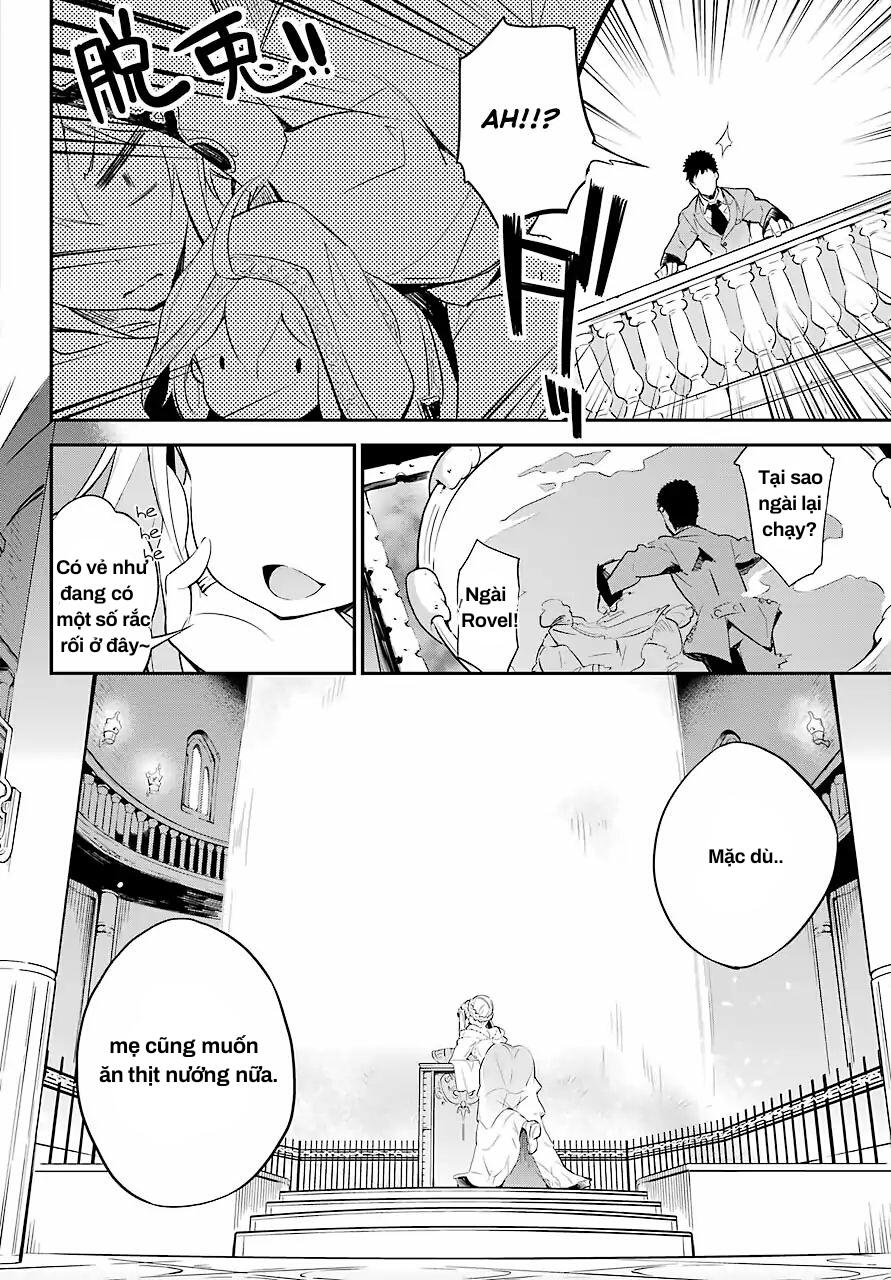 AH!!?
脱兎!!
Tại sao
ngài lại
chạy?
Ngài
Rovel!
he
he
he
Có vẻ như
đang có
một số rắc
rối ở đây~
Mặc dù..
mẹ cũng muốn
ăn thịt nướng nữa.